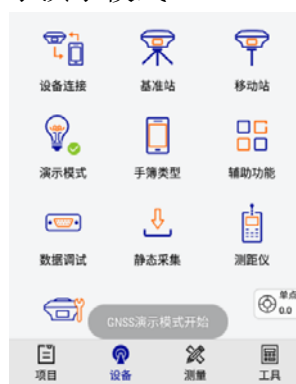 设备连接
基准站
移动站
演示模式
手簿类型
辅助功能
数据调试
静态采集
测距仪
单点
0.0
GNSS演示模式开始
项目
设备
测量
工具